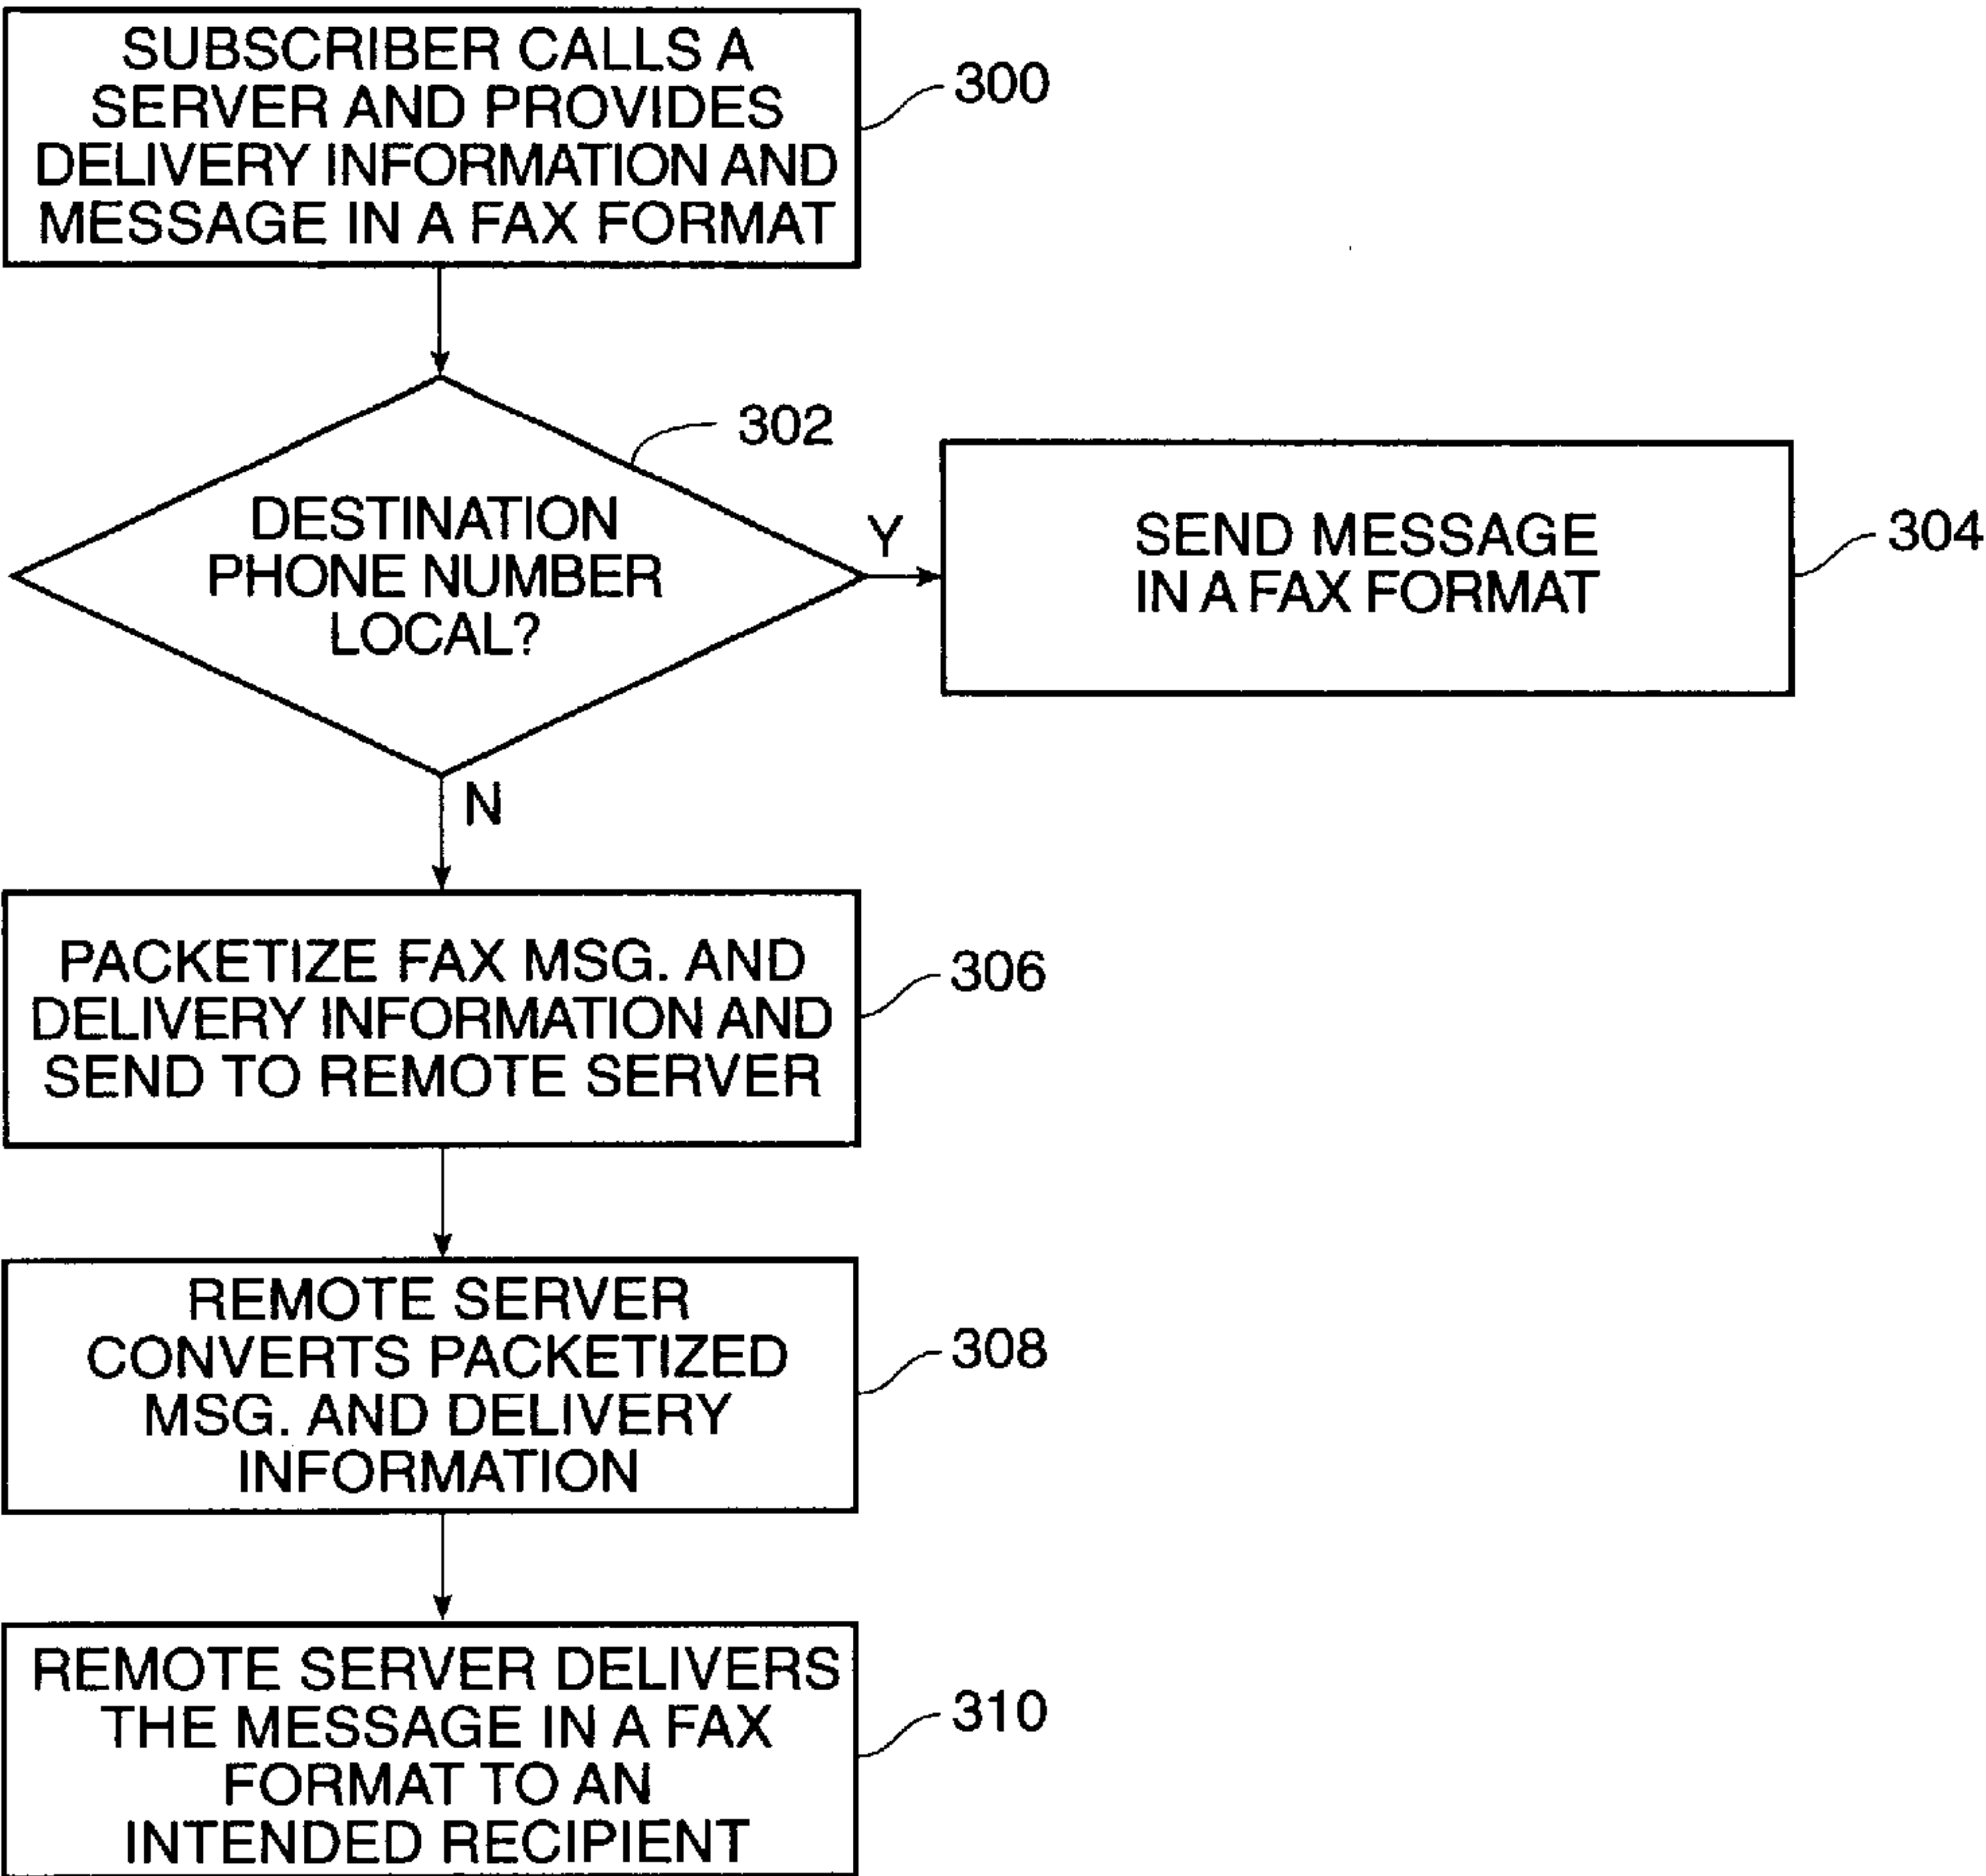 SUBSCRIBER CALLS A
SERVER AND PROVIDES
DELIVERY INFORMATION AND
MESSAGE IN A FAX FORMAT
300
302
DESTINATION
PHONE NUMBER
LOCAL?
Y
SEND MESSAGE
IN A FAX FORMAT
304
N
PACKETIZE FAX MSG. AND
DELIVERY INFORMATION AND
SEND TO REMOTE SERVER
306
REMOTE SERVER
CONVERTS PACKETIZED
MSG. AND DELIVERY
INFORMATION
308
REMOTE SERVER DELIVERS
THE MESSAGE IN A FAX
FORMAT TO AN
INTENDED RECIPIENT
310